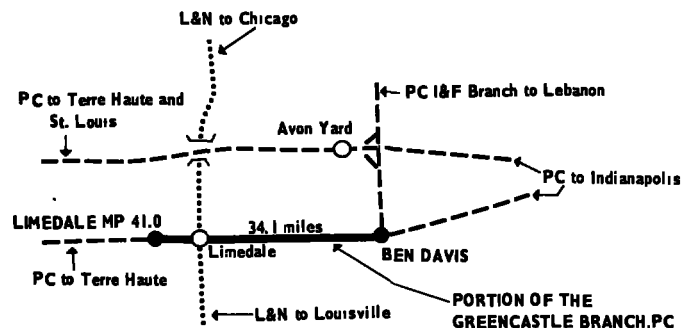 L&N to Chicago
PC to Terre Haute and
St. Louis
PC I&F Branch to Lebanon
Avon Yard
PC to Indianapolis
LIMEDALE MP 41.0
34.1 miles
Limedale
BEN DAVIS
PC to Terre Haute
L&N to Louisville
PORTION OF THE
GREENCASTLE BRANCH,PC